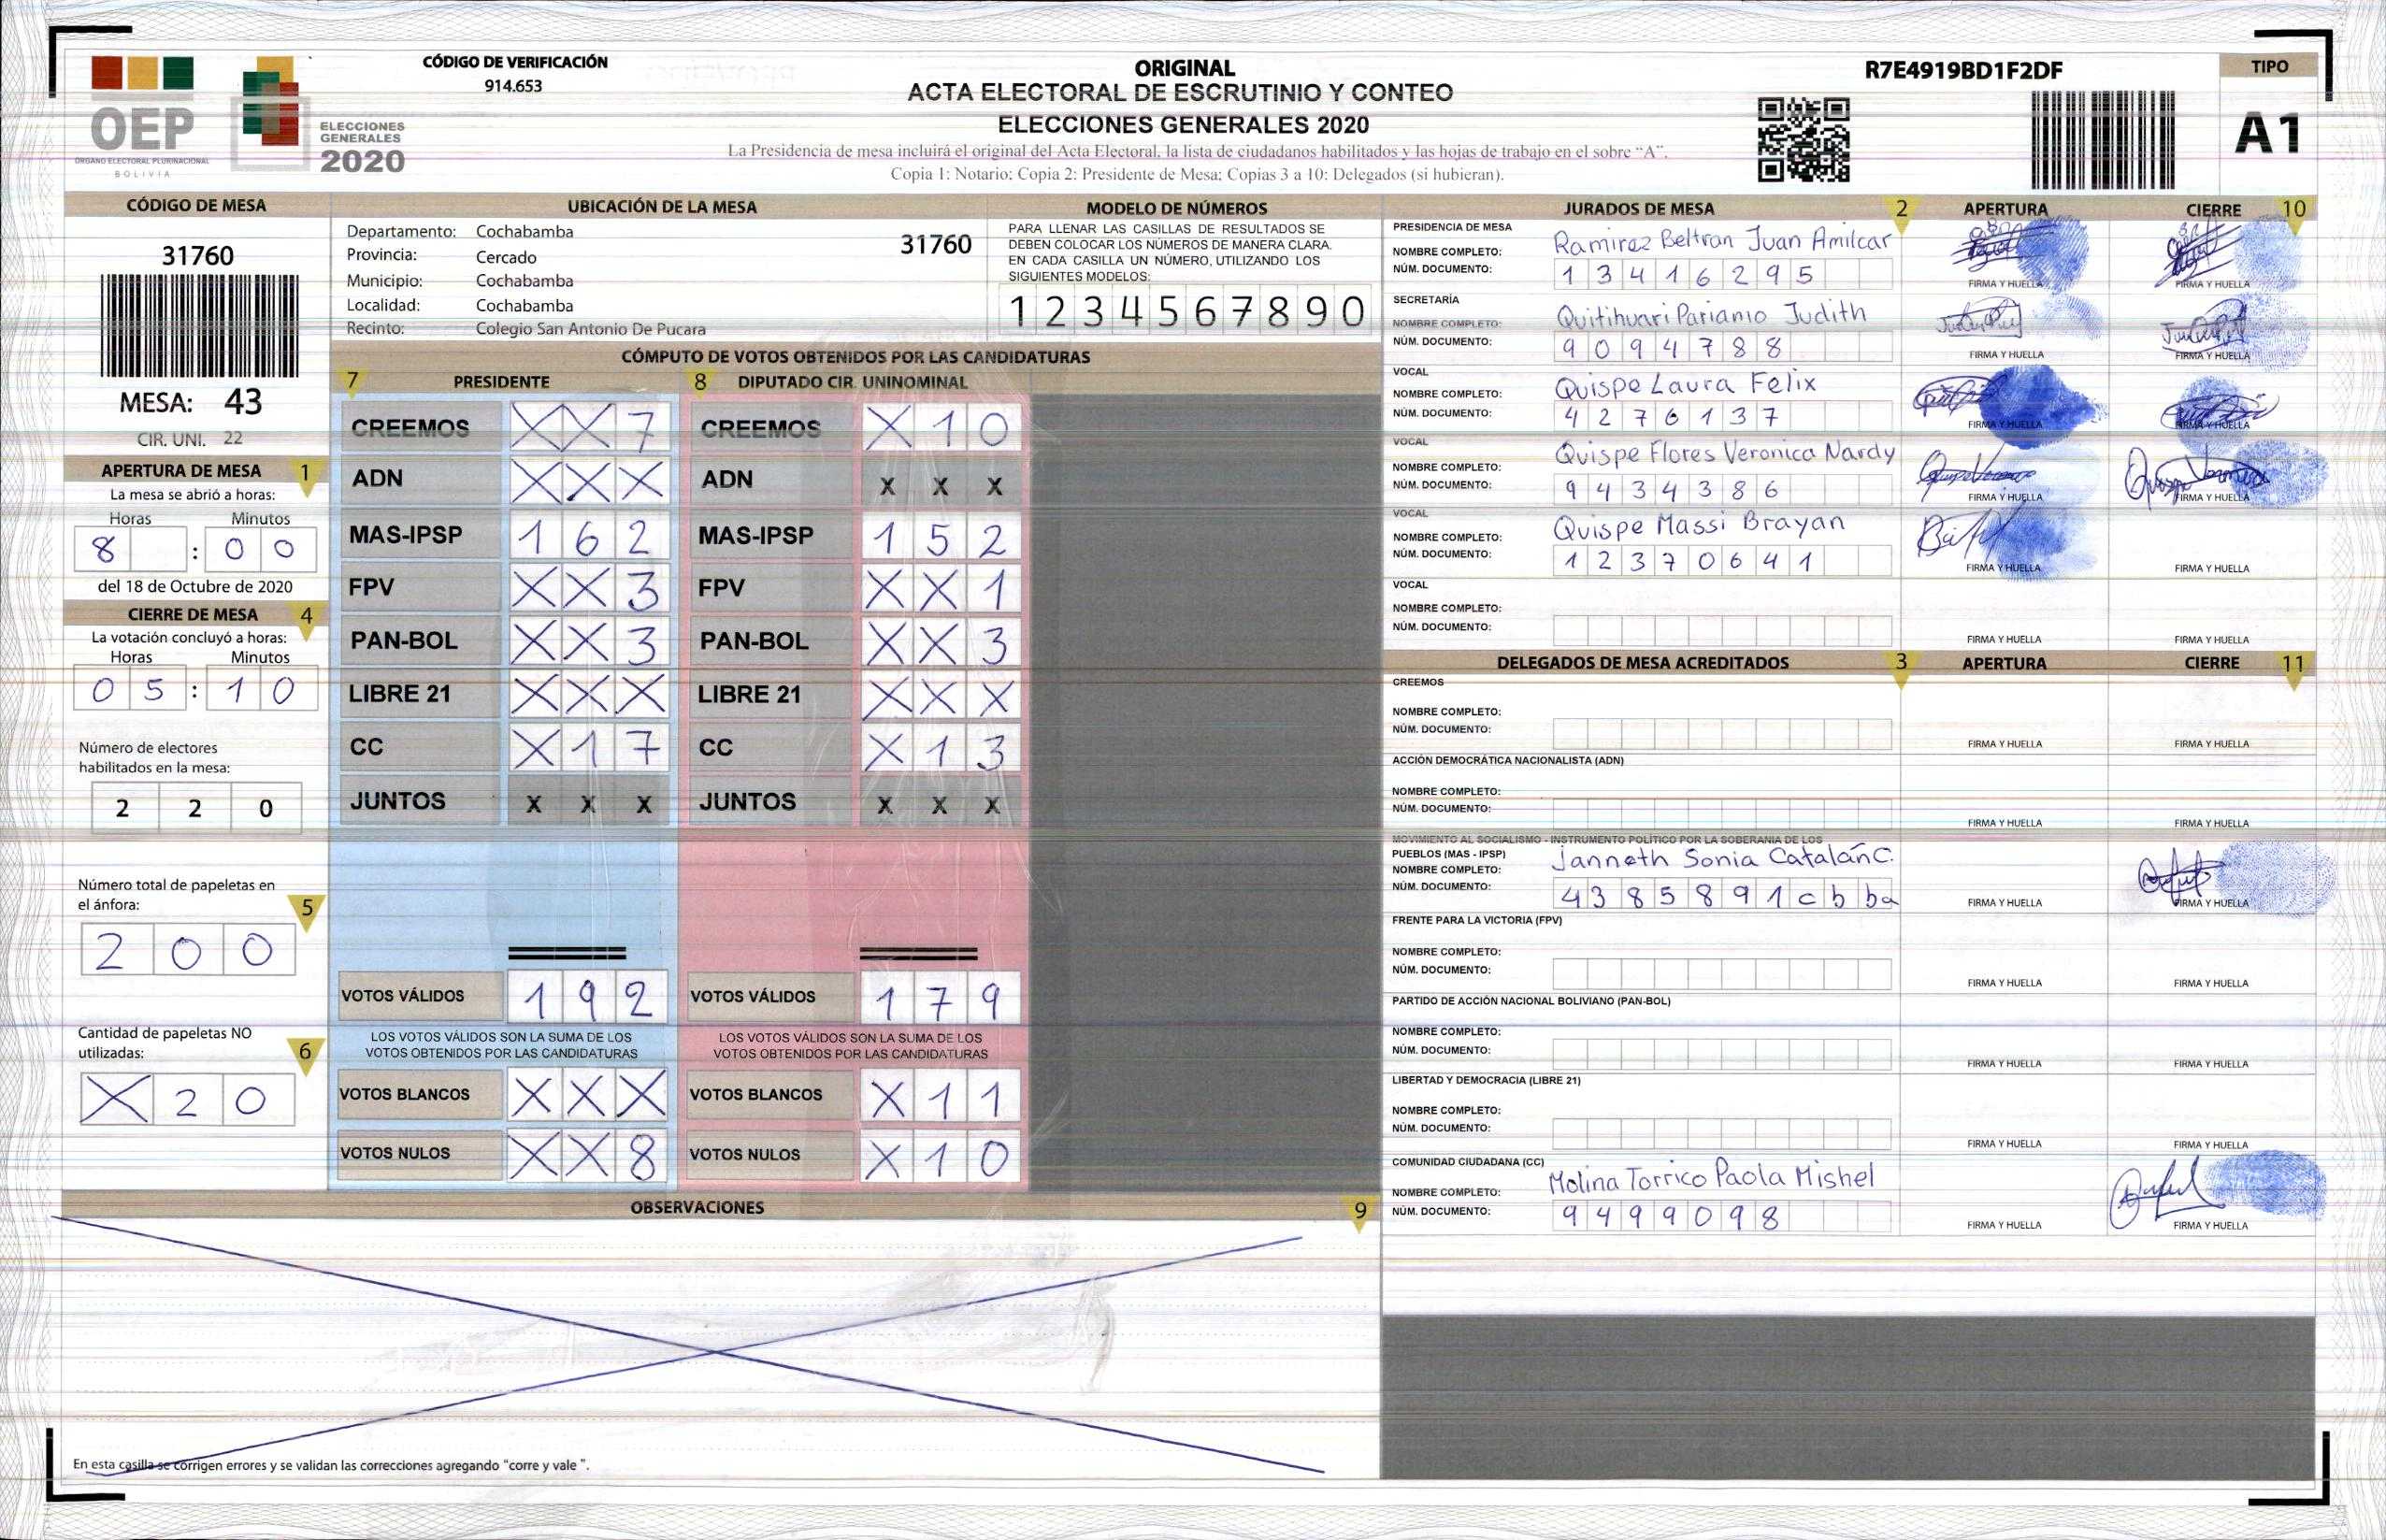 CÓDIGO DE VERIFICACIÓN
914.653
OEP
ÓRGANO ELECTORAL PLURINACIONAL
BOLIVIA
ELECCIONES
GENERALES
2020
ORIGINAL
ACTA ELECTORAL DE ESCRUTINIO Y CONTEO
ELECCIONES GENERALES 2020
La Presidencia de mesa incluirá el original del Acta Electoral, la lista de ciudadanos habilitados y las hojas de trabajo en el sobre "A".
Copia 1: Notario; Copia 2: Presidente de Mesa; Copias 3 a 10: Delegados (si hubieran).
R7E4919BD1F2DF
TIPO
A1
CÓDIGO DE MESA
31760
MESA: 43
CIR. UNI. 22
APERTURA DE MESA 1
La mesa se abrió a horas:
Horas Minutos
8 : 0 0
del 18 de Octubre de 2020
CIERRE DE MESA 4
La votación concluyó a horas:
Horas Minutos
0 5 : 1 0
Número de electores
habilitados en la mesa:
2 2 0
Número total de papeletas en
el ánfora: 5
2 0 0
Cantidad de papeletas NO
utilizadas: 6
X 2 0
UBICACIÓN DE LA MESA
Departamento: Cochabamba
31760
Provincia: Cercado
Municipio: Cochabamba
Localidad: Cochabamba
Recinto: Colegio San Antonio De Pucara
MODELO DE NÚMEROS
PARA LLENAR LAS CASILLAS DE RESULTADOS SE
DEBEN COLOCAR LOS NÚMEROS DE MANERA CLARA.
EN CADA CASILLA UN NÚMERO, UTILIZANDO LOS
SIGUIENTES MODELOS:
1 2 3 4 5 6 7 8 9 0
CÓMPUTO DE VOTOS OBTENIDOS POR LAS CANDIDATURAS
7 PRESIDENTE 8 DIPUTADO CIR. UNINOMINAL
CREEMOS X X 7 CREEMOS X 1 0
ADN X X X ADN X X X
MAS-IPSP 1 6 2 MAS-IPSP 1 5 2
FPV X X 3 FPV X X 1
PAN-BOL X X 3 PAN-BOL X X 3
LIBRE 21 X X X LIBRE 21 X X X
CC X 1 7 CC X 1 3
JUNTOS X X X JUNTOS X X X
VOTOS VÁLIDOS 1 9 2 VOTOS VÁLIDOS 1 7 9
LOS VOTOS VÁLIDOS SON LA SUMA DE LOS LOS VOTOS VÁLIDOS SON LA SUMA DE LOS
VOTOS OBTENIDOS POR LAS CANDIDATURAS VOTOS OBTENIDOS POR LAS CANDIDATURAS
VOTOS BLANCOS X X X VOTOS BLANCOS X 1 1
VOTOS NULOS X X 8 VOTOS NULOS X 1 0
OBSERVACIONES 9
En esta casilla se corrigen errores y se validan las correcciones agregando "corre y vale ".
JURADOS DE MESA 2 APERTURA CIERRE 10
PRESIDENCIA DE MESA
NOMBRE COMPLETO: Ramirez Beltran Juan Amilcar
NÚM. DOCUMENTO: 1 3 4 1 6 2 9 5
FIRMA Y HUELLA FIRMA Y HUELLA
SECRETARÍA
NOMBRE COMPLETO: Quitihuari Pariamo Judith
NÚM. DOCUMENTO: 9 0 9 4 7 8 8
FIRMA Y HUELLA FIRMA Y HUELLA
VOCAL
NOMBRE COMPLETO: Quispe Laura Felix
NÚM. DOCUMENTO: 4 2 7 6 1 3 7
FIRMA Y HUELLA FIRMA Y HUELLA
VOCAL
NOMBRE COMPLETO: Quispe Flores Veronica Nardy
NÚM. DOCUMENTO: 9 4 3 4 3 8 6
FIRMA Y HUELLA FIRMA Y HUELLA
VOCAL
NOMBRE COMPLETO: Quispe Massi Brayan
NÚM. DOCUMENTO: 1 2 3 7 0 6 4 1
FIRMA Y HUELLA FIRMA Y HUELLA
VOCAL
NOMBRE COMPLETO:
NÚM. DOCUMENTO:
FIRMA Y HUELLA FIRMA Y HUELLA
DELEGADOS DE MESA ACREDITADOS 3 APERTURA CIERRE 11
CREEMOS
NOMBRE COMPLETO:
NÚM. DOCUMENTO:
FIRMA Y HUELLA FIRMA Y HUELLA
ACCIÓN DEMOCRÁTICA NACIONALISTA (ADN)
NOMBRE COMPLETO:
NÚM. DOCUMENTO:
FIRMA Y HUELLA FIRMA Y HUELLA
MOVIMIENTO AL SOCIALISMO - INSTRUMENTO POLÍTICO POR LA SOBERANIA DE LOS
PUEBLOS (MAS - IPSP)
NOMBRE COMPLETO: Janneth Sonia Catalán C.
NÚM. DOCUMENTO: 4 3 8 5 8 9 1 c b ba
FIRMA Y HUELLA FIRMA Y HUELLA
FRENTE PARA LA VICTORIA (FPV)
NOMBRE COMPLETO:
NÚM. DOCUMENTO:
FIRMA Y HUELLA FIRMA Y HUELLA
PARTIDO DE ACCIÓN NACIONAL BOLIVIANO (PAN-BOL)
NOMBRE COMPLETO:
NÚM. DOCUMENTO:
FIRMA Y HUELLA FIRMA Y HUELLA
LIBERTAD Y DEMOCRACIA (LIBRE 21)
NOMBRE COMPLETO:
NÚM. DOCUMENTO:
FIRMA Y HUELLA FIRMA Y HUELLA
COMUNIDAD CIUDADANA (CC)
NOMBRE COMPLETO: Molina Torrico Paola Mishel
NÚM. DOCUMENTO: 9 4 9 9 0 9 8
FIRMA Y HUELLA FIRMA Y HUELLA